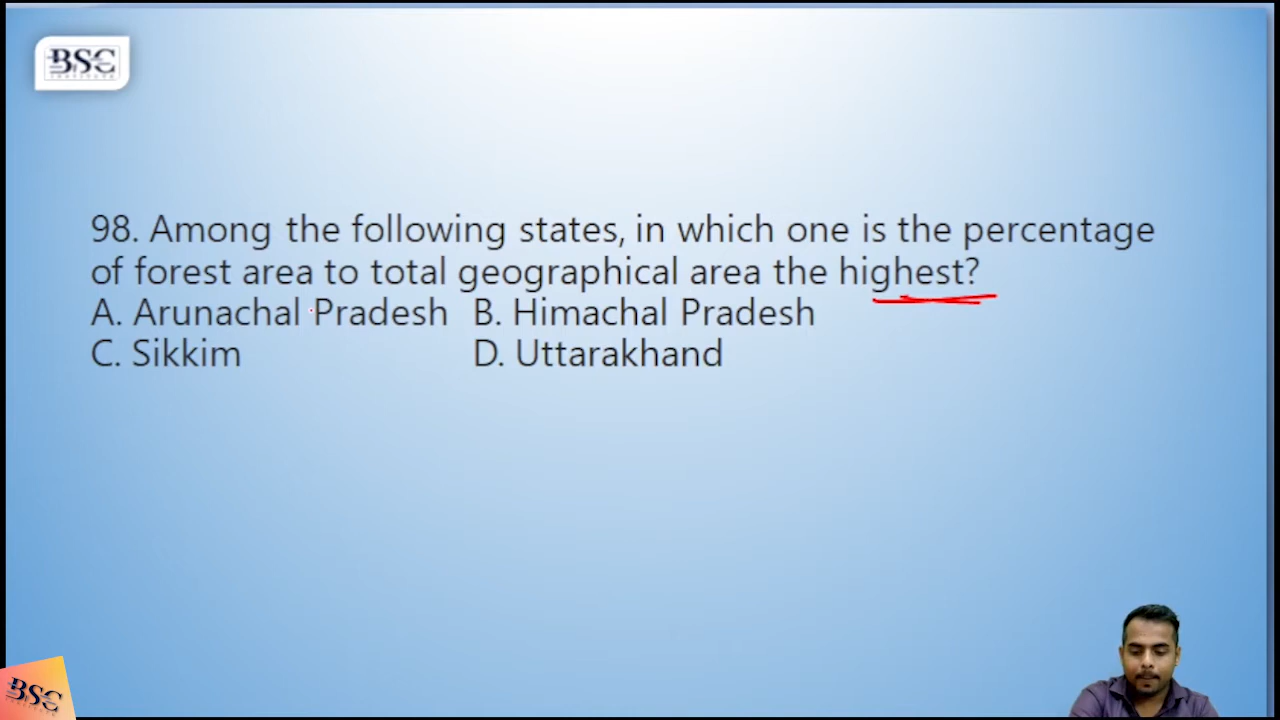 BSC
INSTITUTE
98. Among the following states, in which one is the percentage
of forest area to total geographical area the highest?
A. Arunachal Pradesh B. Himachal Pradesh
C. Sikkim D. Uttarakhand
BSC